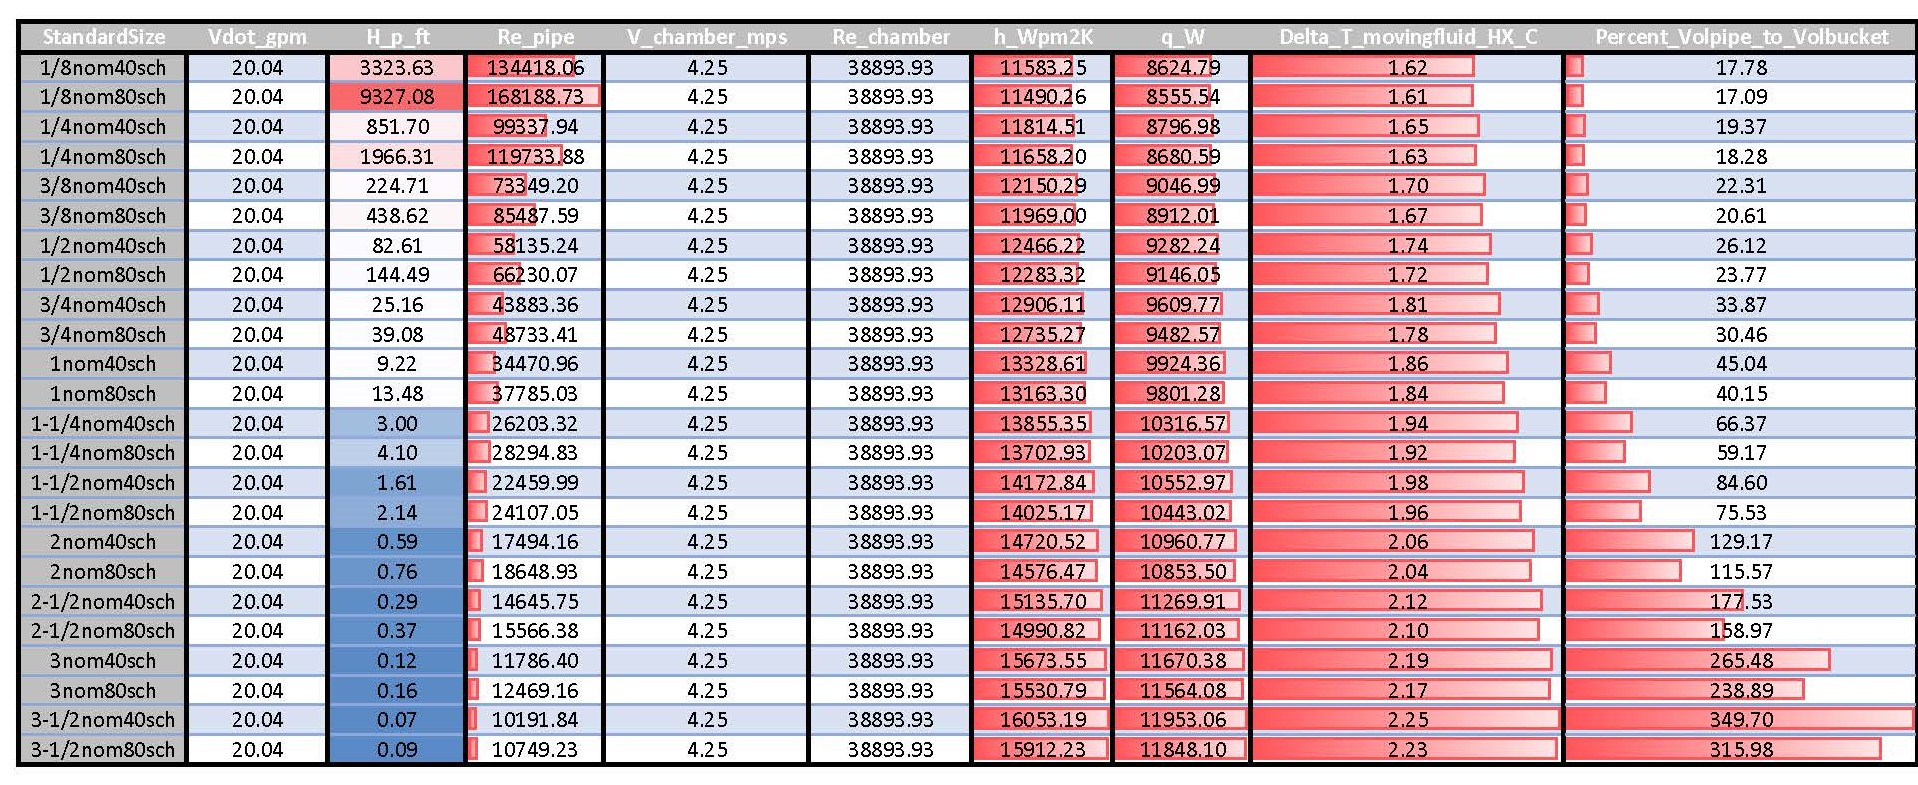 StandardSize Vdot_gpm H_p_ft Re_pipe V_chamber_mps Re_chamber h_Wpm2K q_W Delta_T_movingfluid_HX_C Percent_Volpipe_to_Volbucket
1/8nom40sch 20.04 3323.63 134418.06 4.25 38893.93 11583.25 8624.79 1.62 17.78
1/8nom80sch 20.04 9327.08 168188.73 4.25 38893.93 11490.26 8555.54 1.61 17.09
1/4nom40sch 20.04 851.70 99337.94 4.25 38893.93 11814.51 8796.98 1.65 19.37
1/4nom80sch 20.04 1966.31 119733.88 4.25 38893.93 11658.20 8680.59 1.63 18.28
3/8nom40sch 20.04 224.71 73349.20 4.25 38893.93 12150.29 9046.99 1.70 22.31
3/8nom80sch 20.04 438.62 85487.59 4.25 38893.93 11969.00 8912.01 1.67 20.61
1/2nom40sch 20.04 82.61 58135.24 4.25 38893.93 12466.22 9282.24 1.74 26.12
1/2nom80sch 20.04 144.49 66230.07 4.25 38893.93 12283.32 9146.05 1.72 23.77
3/4nom40sch 20.04 25.16 43883.36 4.25 38893.93 12906.11 9609.77 1.81 33.87
3/4nom80sch 20.04 39.08 48733.41 4.25 38893.93 12735.27 9482.57 1.78 30.46
1nom40sch 20.04 9.22 34470.96 4.25 38893.93 13328.61 9924.36 1.86 45.04
1nom80sch 20.04 13.48 37785.03 4.25 38893.93 13163.30 9801.28 1.84 40.15
1-1/4nom40sch 20.04 3.00 26203.32 4.25 38893.93 13855.35 10316.57 1.94 66.37
1-1/4nom80sch 20.04 4.10 28294.83 4.25 38893.93 13702.93 10203.07 1.92 59.17
1-1/2nom40sch 20.04 1.61 22459.99 4.25 38893.93 14172.84 10552.97 1.98 84.60
1-1/2nom80sch 20.04 2.14 24107.05 4.25 38893.93 14025.17 10443.02 1.96 75.53
2nom40sch 20.04 0.59 17494.16 4.25 38893.93 14720.52 10960.77 2.06 129.17
2nom80sch 20.04 0.76 18648.93 4.25 38893.93 14576.47 10853.50 2.04 115.57
2-1/2nom40sch 20.04 0.29 14645.75 4.25 38893.93 15135.70 11269.91 2.12 177.53
2-1/2nom80sch 20.04 0.37 15566.38 4.25 38893.93 14990.82 11162.03 2.10 158.97
3nom40sch 20.04 0.12 11786.40 4.25 38893.93 15673.55 11670.38 2.19 265.48
3nom80sch 20.04 0.16 12469.16 4.25 38893.93 15530.79 11564.08 2.17 238.89
3-1/2nom40sch 20.04 0.07 10191.84 4.25 38893.93 16053.19 11953.06 2.25 349.70
3-1/2nom80sch 20.04 0.09 10749.23 4.25 38893.93 15912.23 11848.10 2.23 315.98